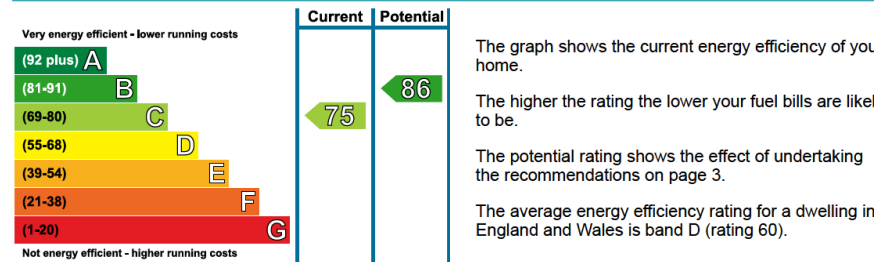 Current Potential
Very energy efficient - lower running costs
(92 plus) A
(81-91) B
86
(69-80) C
75
(55-68) D
(39-54) E
(21-38) F
(1-20) G
Not energy efficient - higher running costs
The graph shows the current energy efficiency of
home.
The higher the rating the lower your fuel bills are
to be.
The potential rating shows the effect of undertaking
the recommendations on page 3.
The average energy efficiency rating for a dwelling in
England and Wales is band D (rating 60).